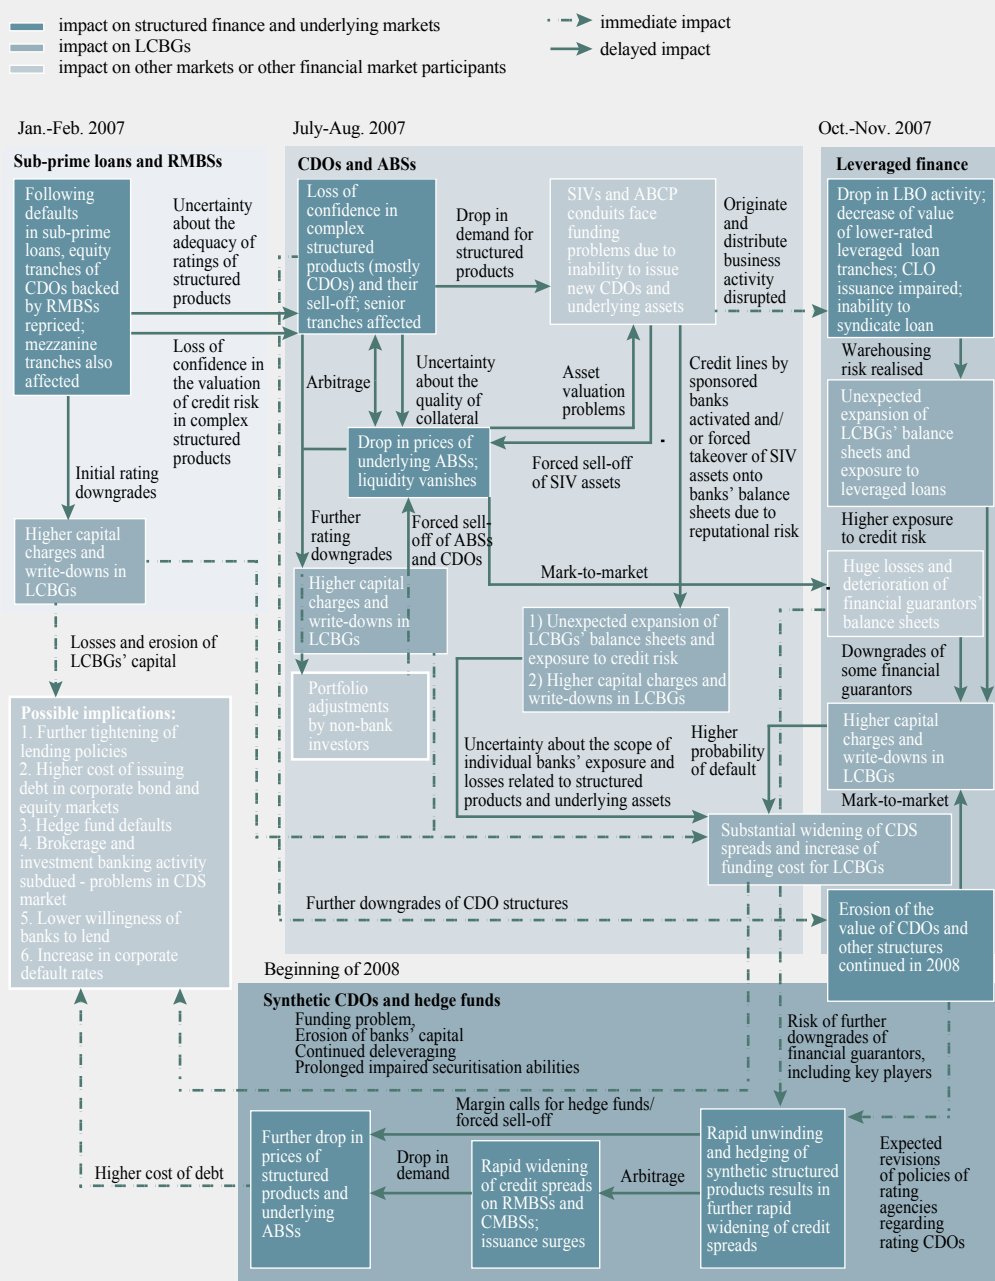 impact on structured finance and underlying markets
impact on LCBGs
impact on other markets or other financial market participants
immediate impact
delayed impact
Jan.-Feb. 2007
Sub-prime loans and RMBSs
Following
defaults
in sub-prime
loans, equity
tranches of
CDOs backed
by RMBSs
repriced;
mezzanine
tranches also
affected
Uncertainty
about the
adequacy of
ratings of
structured
products
Loss of
confidence in
the valuation
of credit risk
in complex
structured
products
Initial rating
downgrades
Higher capital
charges and
write-downs in
LCBGs
Losses and erosion of
LCBGs’ capital
Possible implications:
1. Further tightening of
lending policies
2. Higher cost of issuing
debt in corporate bond and
equity markets
3. Hedge fund defaults
4. Brokerage and
investment banking activity
subdued - problems in CDS
market
5. Lower willingness of
banks to lend
6. Increase in corporate
default rates
July-Aug. 2007
CDOs and ABSs
Loss of
confidence in
complex
structured
products (mostly
CDOs) and their
sell-off; senior
tranches affected
Drop in
demand for
structured
products
SIVs and ABCP
conduits face
funding
problems due to
inability to issue
new CDOs and
underlying assets
Originate
and
distribute
business
activity
disrupted
Arbitrage
Uncertainty
about the
quality of
collateral
Asset
valuation
problems
Credit lines by
sponsored
banks
activated and/
or forced
takeover of SIV
assets onto
banks’ balance
sheets due to
reputational risk
Drop in prices of
underlying ABSs;
liquidity vanishes
Forced sell-off
of SIV assets
Further
rating
downgrades
Forced sell-
off of ABSs
and CDOs
Mark-to-market
Higher capital
charges and
write-downs in
LCBGs
1) Unexpected expansion of
LCBGs’ balance sheets and
exposure to credit risk
2) Higher capital charges and
write-downs in LCBGs
Portfolio
adjustments
by non-bank
investors
Uncertainty about the scope of
individual banks’ exposure and
losses related to structured
products and underlying assets
Higher
probability
of default
Substantial widening of CDS
spreads and increase of
funding cost for LCBGs
Further downgrades of CDO structures
Oct.-Nov. 2007
Leveraged finance
Drop in LBO activity;
decrease of value
of lower-rated
leveraged loan
tranches; CLO
issuance impaired;
inability to
syndicate loan
Warehousing
risk realised
Unexpected
expansion of
LCBGs’ balance
sheets and
exposure to
leveraged loans
Higher exposure
to credit risk
Huge losses and
deterioration of
financial guarantors’
balance sheets
Downgrades of
some financial
guarantors
Higher capital
charges and
write-downs in
LCBGs
Mark-to-market
Erosion of the
value of CDOs and
other structures
continued in 2008
Beginning of 2008
Synthetic CDOs and hedge funds
Funding problem,
Erosion of banks’ capital
Continued deleveraging
Prolonged impaired securitisation abilities
Risk of further
downgrades of
financial guarantors,
including key players
Margin calls for hedge funds/
forced sell-off
Further drop in
prices of
structured
products and
underlying
ABSs
Higher cost of debt
Drop in
demand
Rapid widening
of credit spreads
on RMBSs and
CMBSs;
issuance surges
Arbitrage
Rapid unwinding
and hedging of
synthetic structured
products results in
further rapid
widening of credit
spreads
Expected
revisions
of policies of
rating
agencies
regarding
rating CDOs